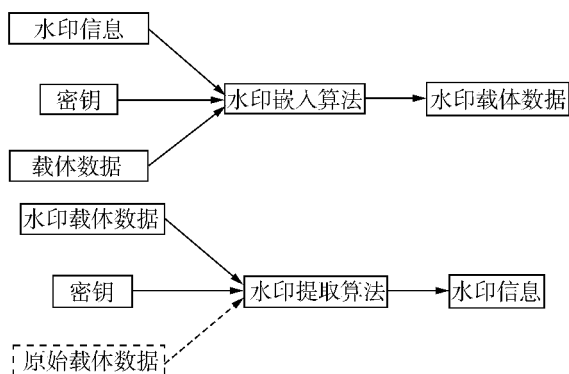 水印信息
密钥
水印嵌入算法
水印载体数据
载体数据
水印载体数据
密钥
水印提取算法
水印信息
原始载体数据